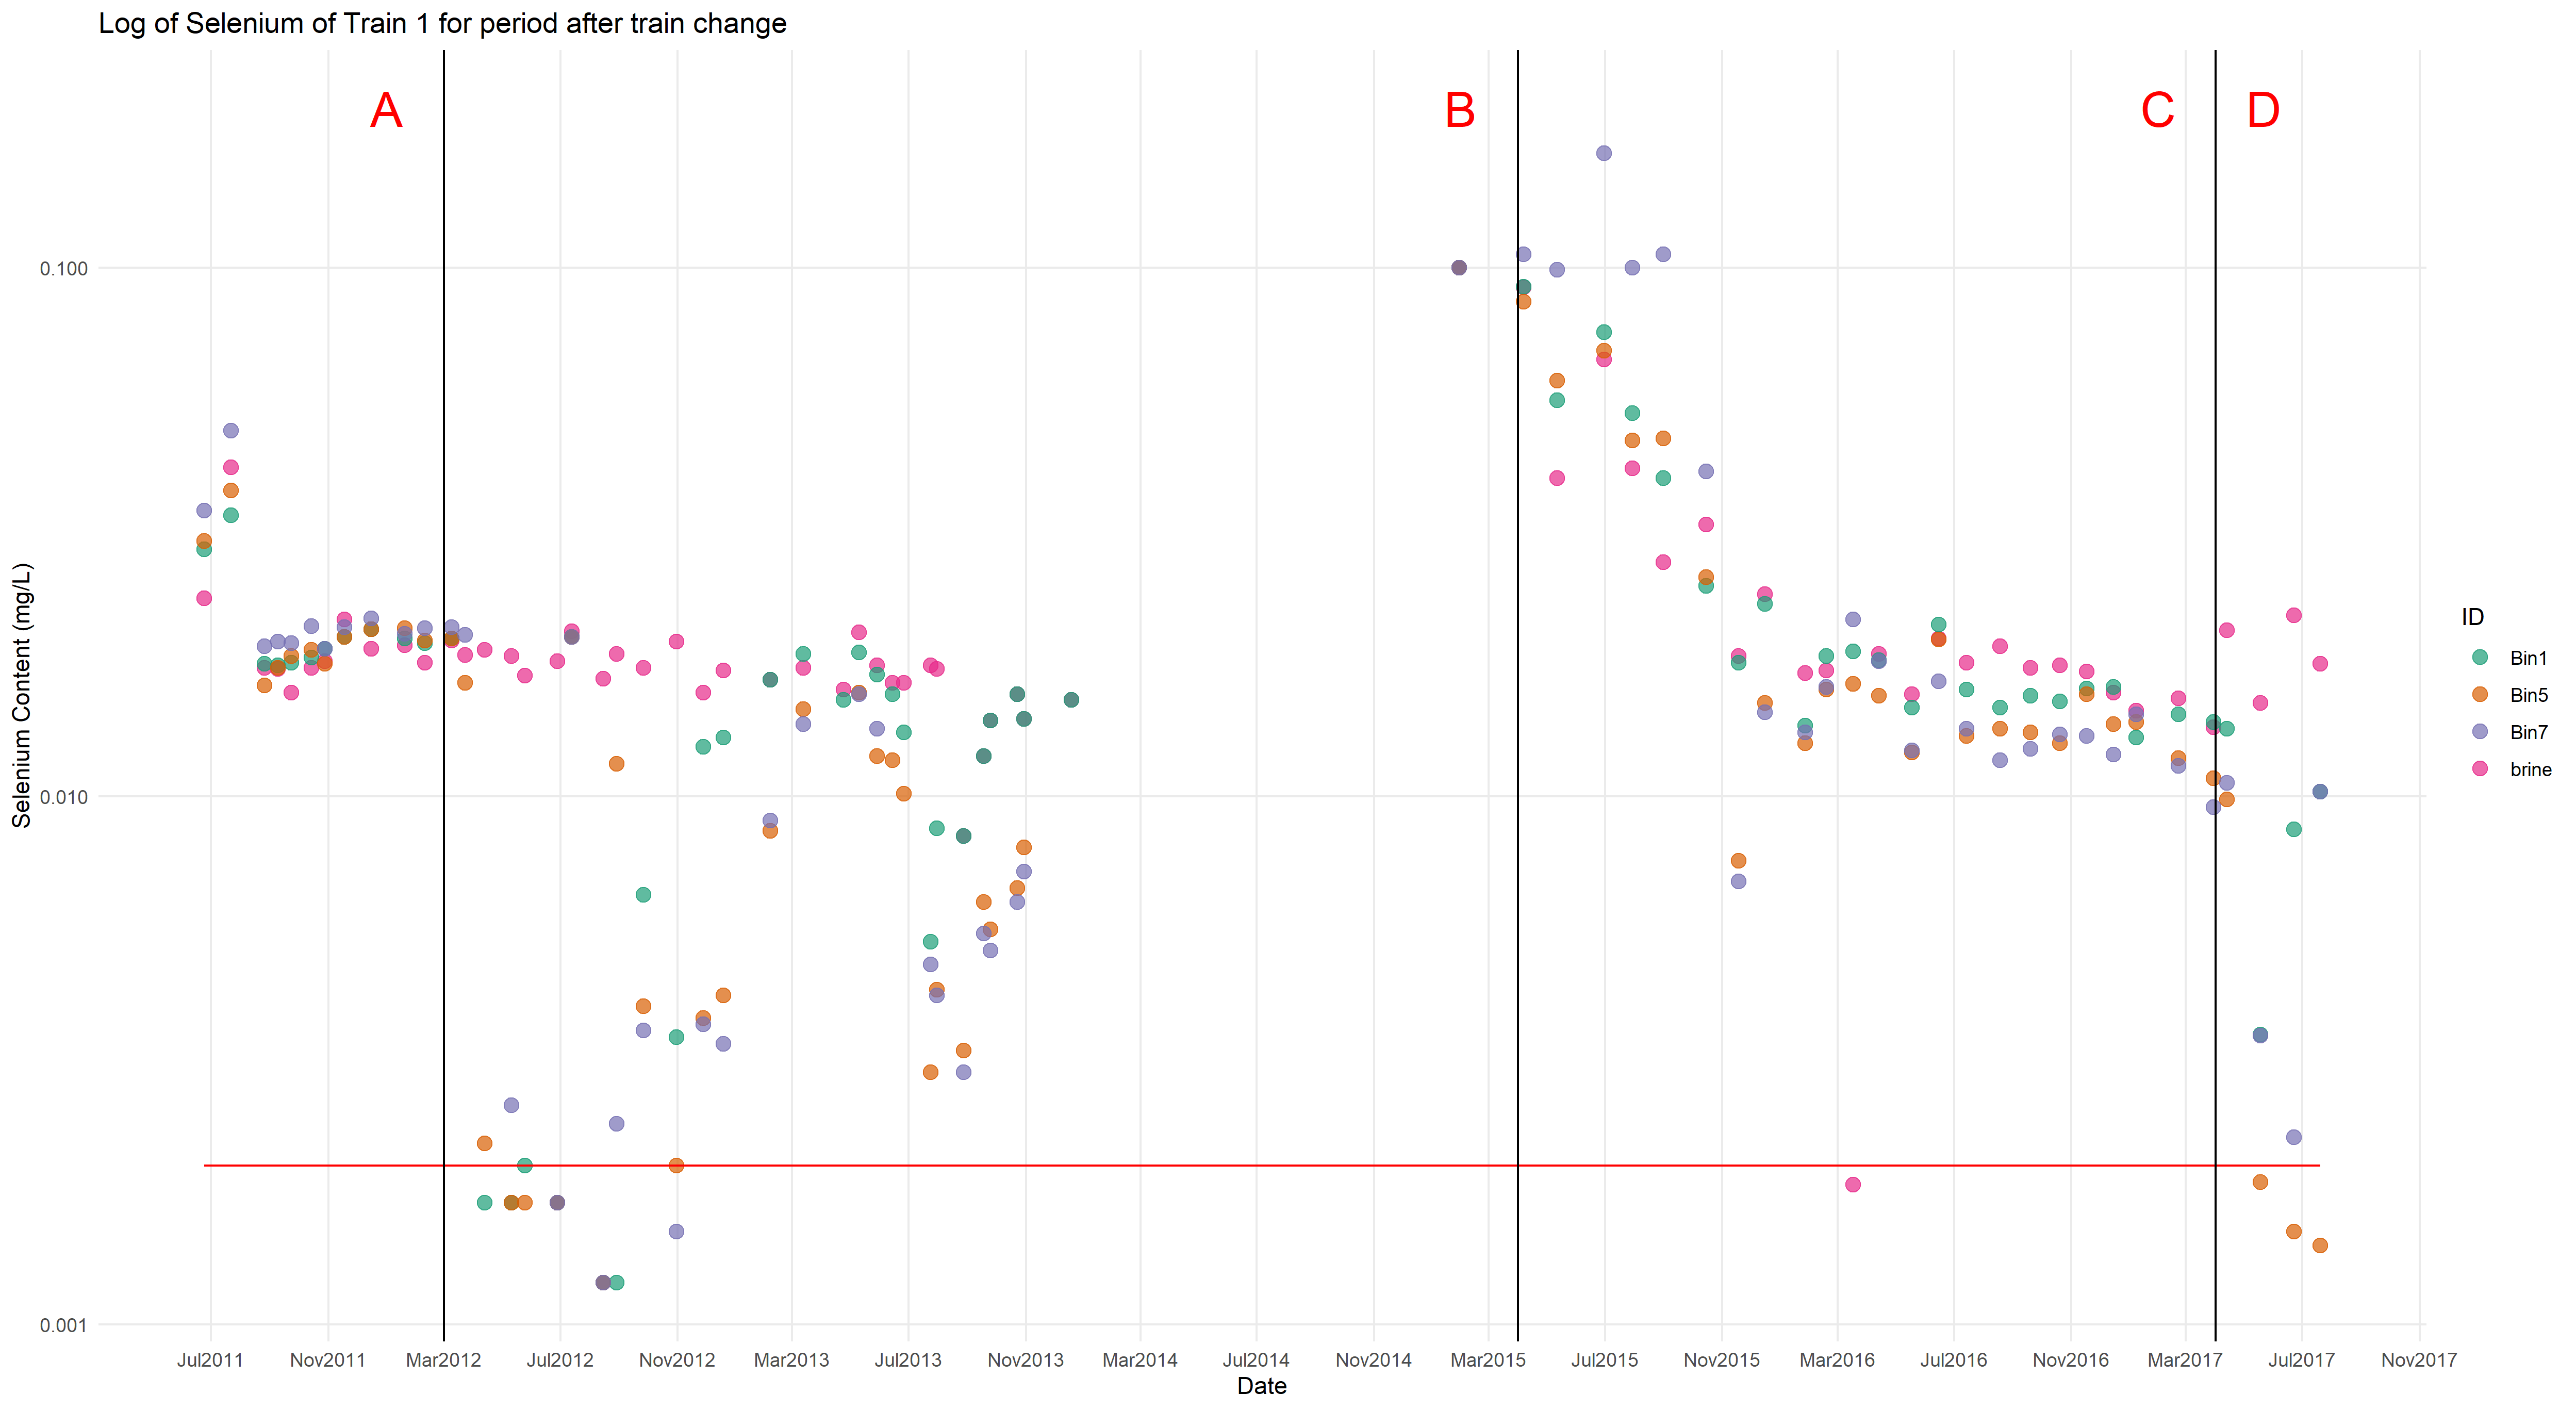 Log of Selenium of Train 1 for period after train change
A
B
C
D
Selenium Content (mg/L)
0.100
0.010
0.001
Jul2011 Nov2011 Mar2012 Jul2012 Nov2012 Mar2013 Jul2013 Nov2013 Mar2014 Jul2014 Nov2014 Mar2015 Jul2015 Nov2015 Mar2016 Jul2016 Nov2016 Mar2017 Jul2017 Nov2017
Date
ID
Bin1
Bin5
Bin7
brine